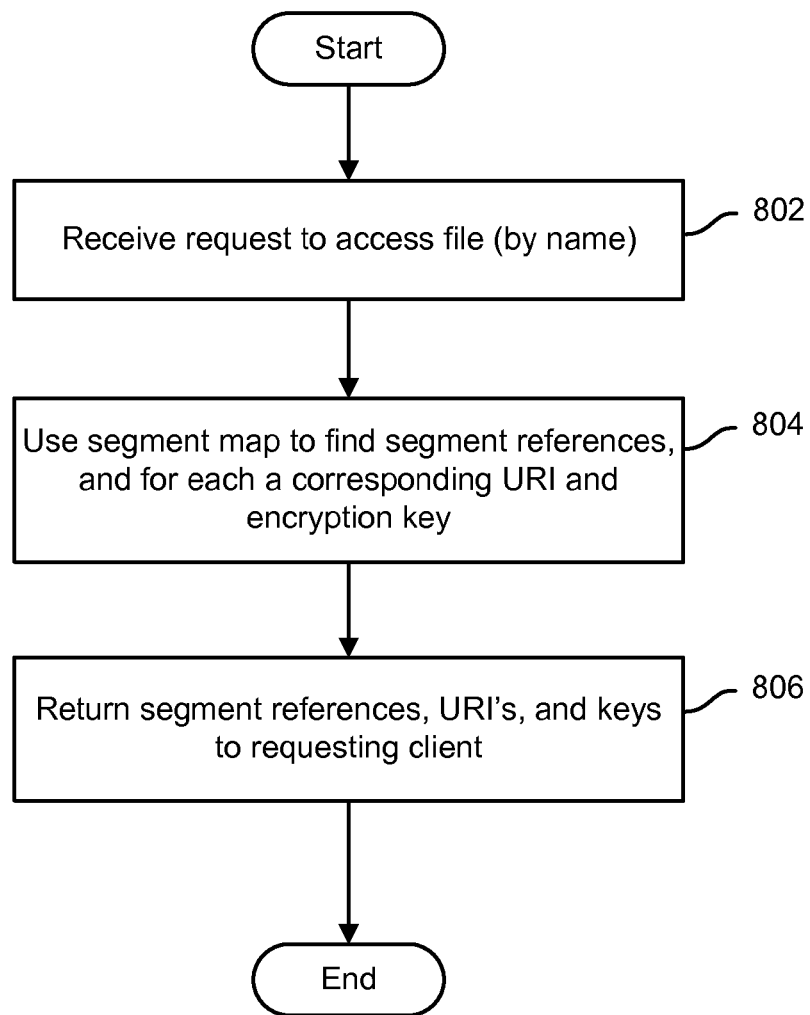 Start
Receive request to access file (by name)
802
Use segment map to find segment references,
and for each a corresponding URI and
encryption key
804
Return segment references, URI's, and keys
to requesting client
806
End